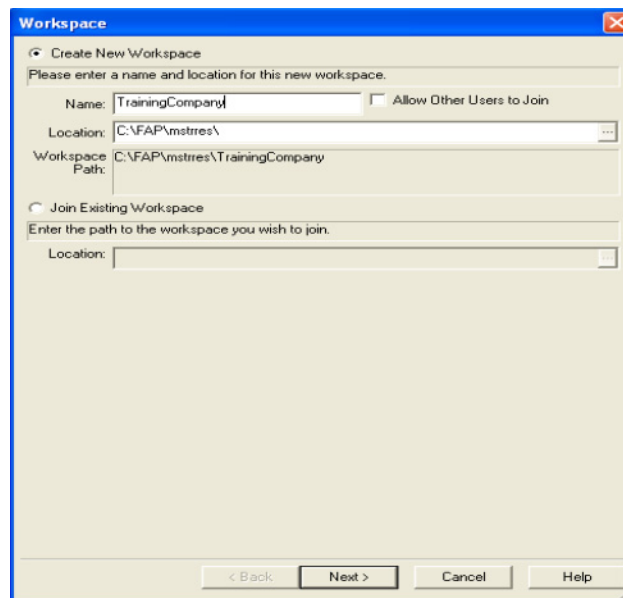 Workspace
Create New Workspace
Please enter a name and location for this new workspace.
Name: TrainingCompany Allow Other Users to Join
Location: C:\FAP\mstrres\ ...
Workspace Path: C:\FAP\mstrres\TrainingCompany
Join Existing Workspace
Enter the path to the workspace you wish to join.
Location: ...
< Back Next > Cancel Help